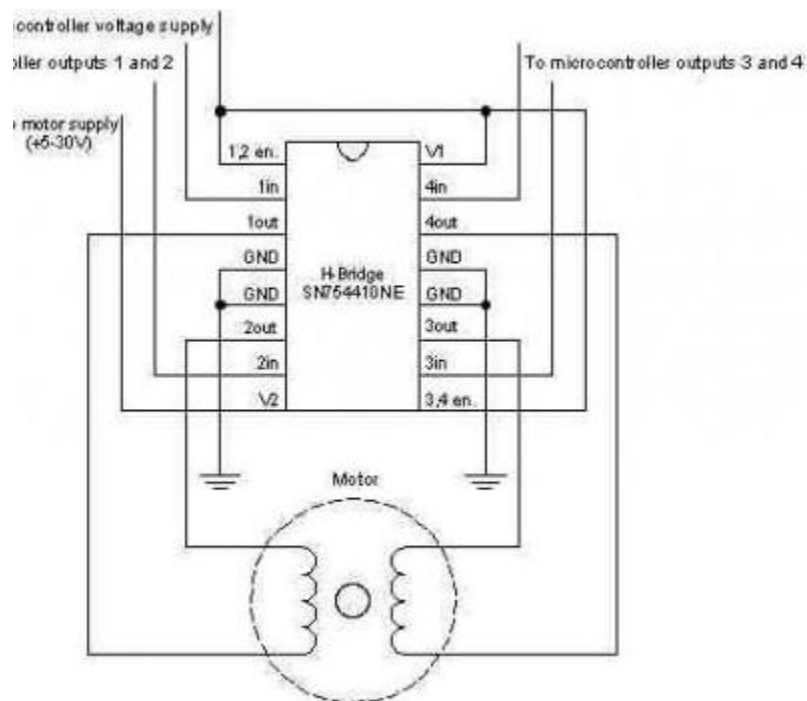 controller voltage supply
outputs 1 and 2
To microcontroller outputs 3 and 4
motor supply
(+5-30V)
1,2 en.
V1
1in
4in
1out
4out
GND
GND
H-Bridge
SN754410NE
GND
GND
2out
3out
2in
3in
V2
3,4 en.
Motor